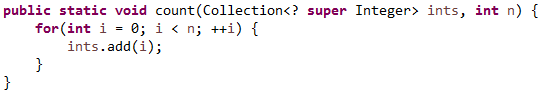 public static void count(Collection<? super Integer> ints, int n) {
    for(int i = 0; i < n; ++i) {
        ints.add(i);
    }
}